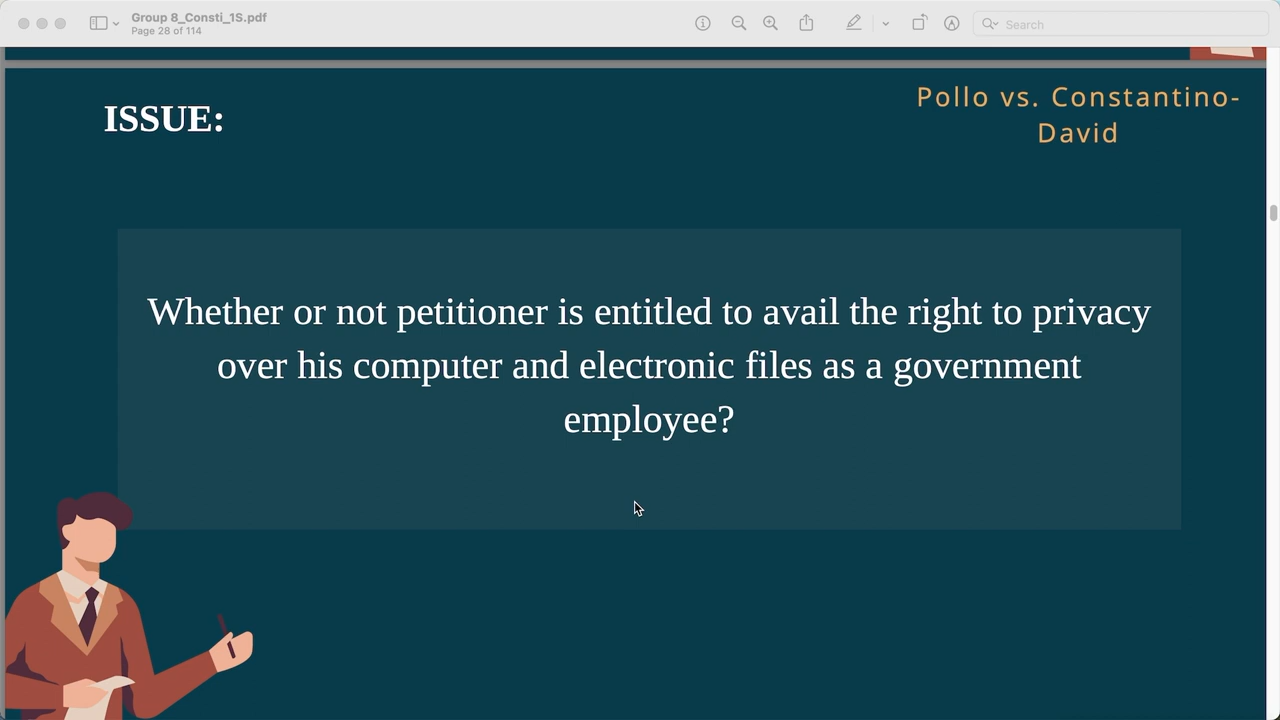 Group 8_Consti_1S.pdf
Page 28 of 114
Search
ISSUE:
Pollo vs. Constantino-
David
Whether or not petitioner is entitled to avail the right to privacy
over his computer and electronic files as a government
employee?